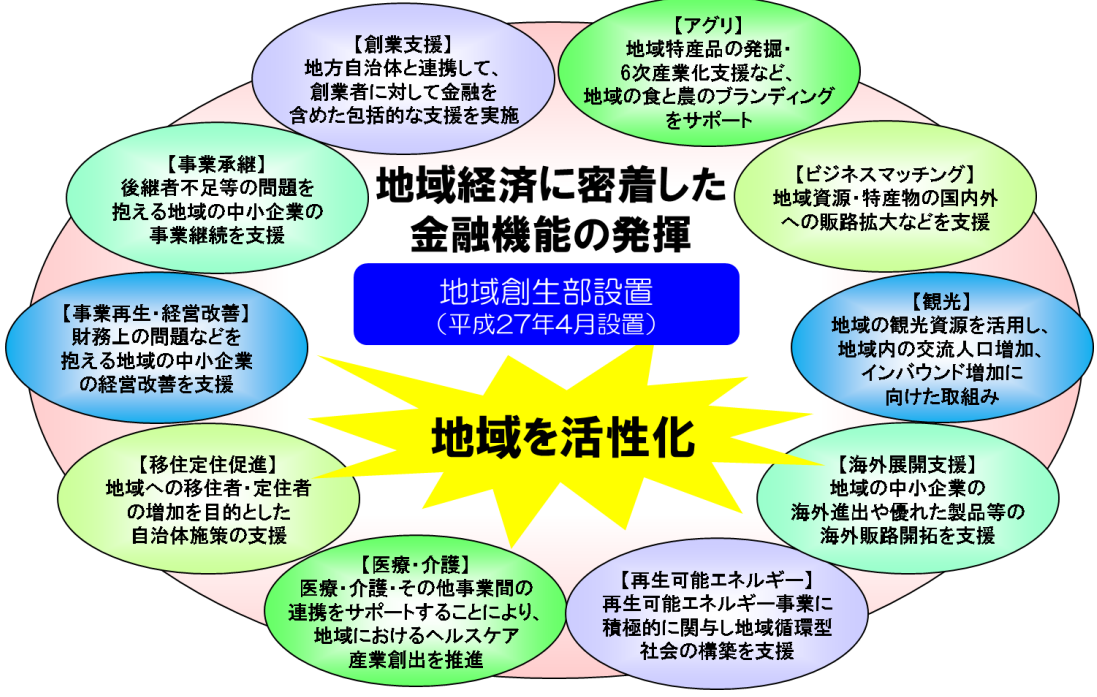 【創業支援】
地方自治体と連携して、
創業者に対して金融を
含めた包括的な支援を実施
【アグリ】
地域特産品の発掘・
6次産業化支援など、
地域の食と農のブランディング
をサポート
【事業承継】
後継者不足等の問題を
抱える地域の中小企業の
事業継続を支援
地域経済に密着した
金融機能の発揮
【ビジネスマッチング】
地域資源・特産物の国内外
への販路拡大などを支援
地域創生部設置
（平成27年4月設置）
【事業再生・経営改善】
財務上の問題などを
抱える地域の中小企業
の経営改善を支援
【観光】
地域の観光資源を活用し、
地域内の交流人口増加、
インバウンド増加に
向けた取組み
地域を活性化
【移住定住促進】
地域への移住者・定住者
の増加を目的とした
自治体施策の支援
【海外展開支援】
地域の中小企業の
海外進出や優れた製品等の
海外販路開拓を支援
【医療・介護】
医療・介護・その他事業間の
連携をサポートすることにより、
地域におけるヘルスケア
産業創出を推進
【再生可能エネルギー】
再生可能エネルギー事業に
積極的に関与し地域循環型
社会の構築を支援